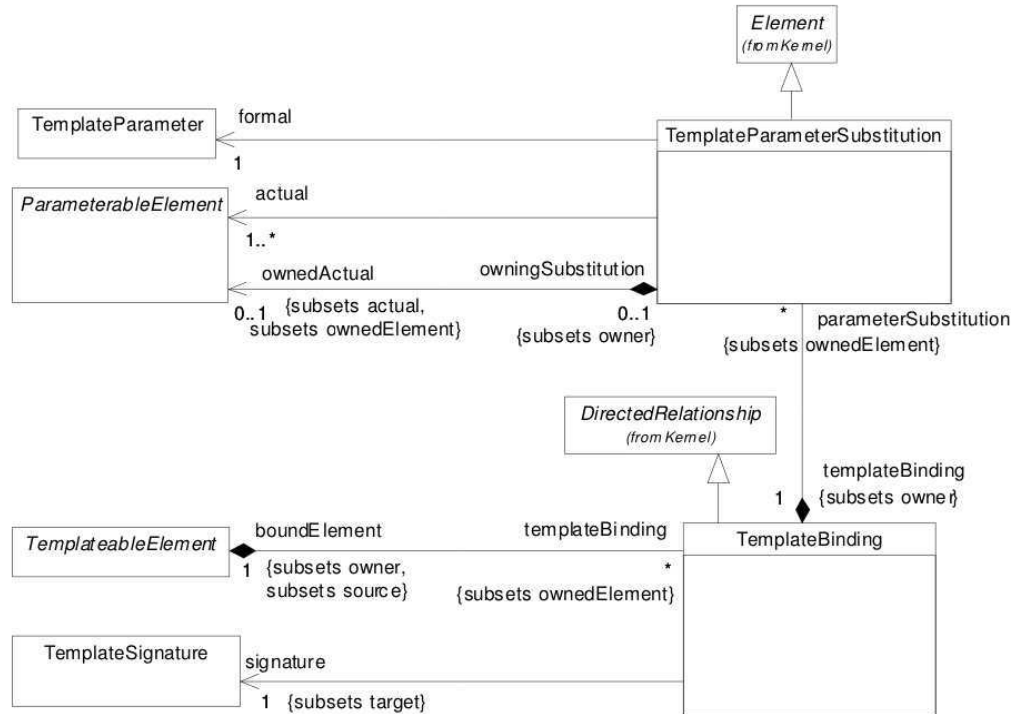 Element
(from Kernel)
TemplateParameter
formal
1
TemplateParameterSubstitution
ParameterableElement
actual
1..*
ownedActual
owningSubstitution
0..1
{subsets actual,
subsets ownedElement}
0..1
{subsets owner}
*
parameterSubstitution
{subsets ownedElement}
DirectedRelationship
(from Kernel)
templateBinding
1
{subsets owner}
TemplateableElement
boundElement
templateBinding
TemplateBinding
1
{subsets owner,
subsets source}
*
{subsets ownedElement}
TemplateSignature
signature
1
{subsets target}